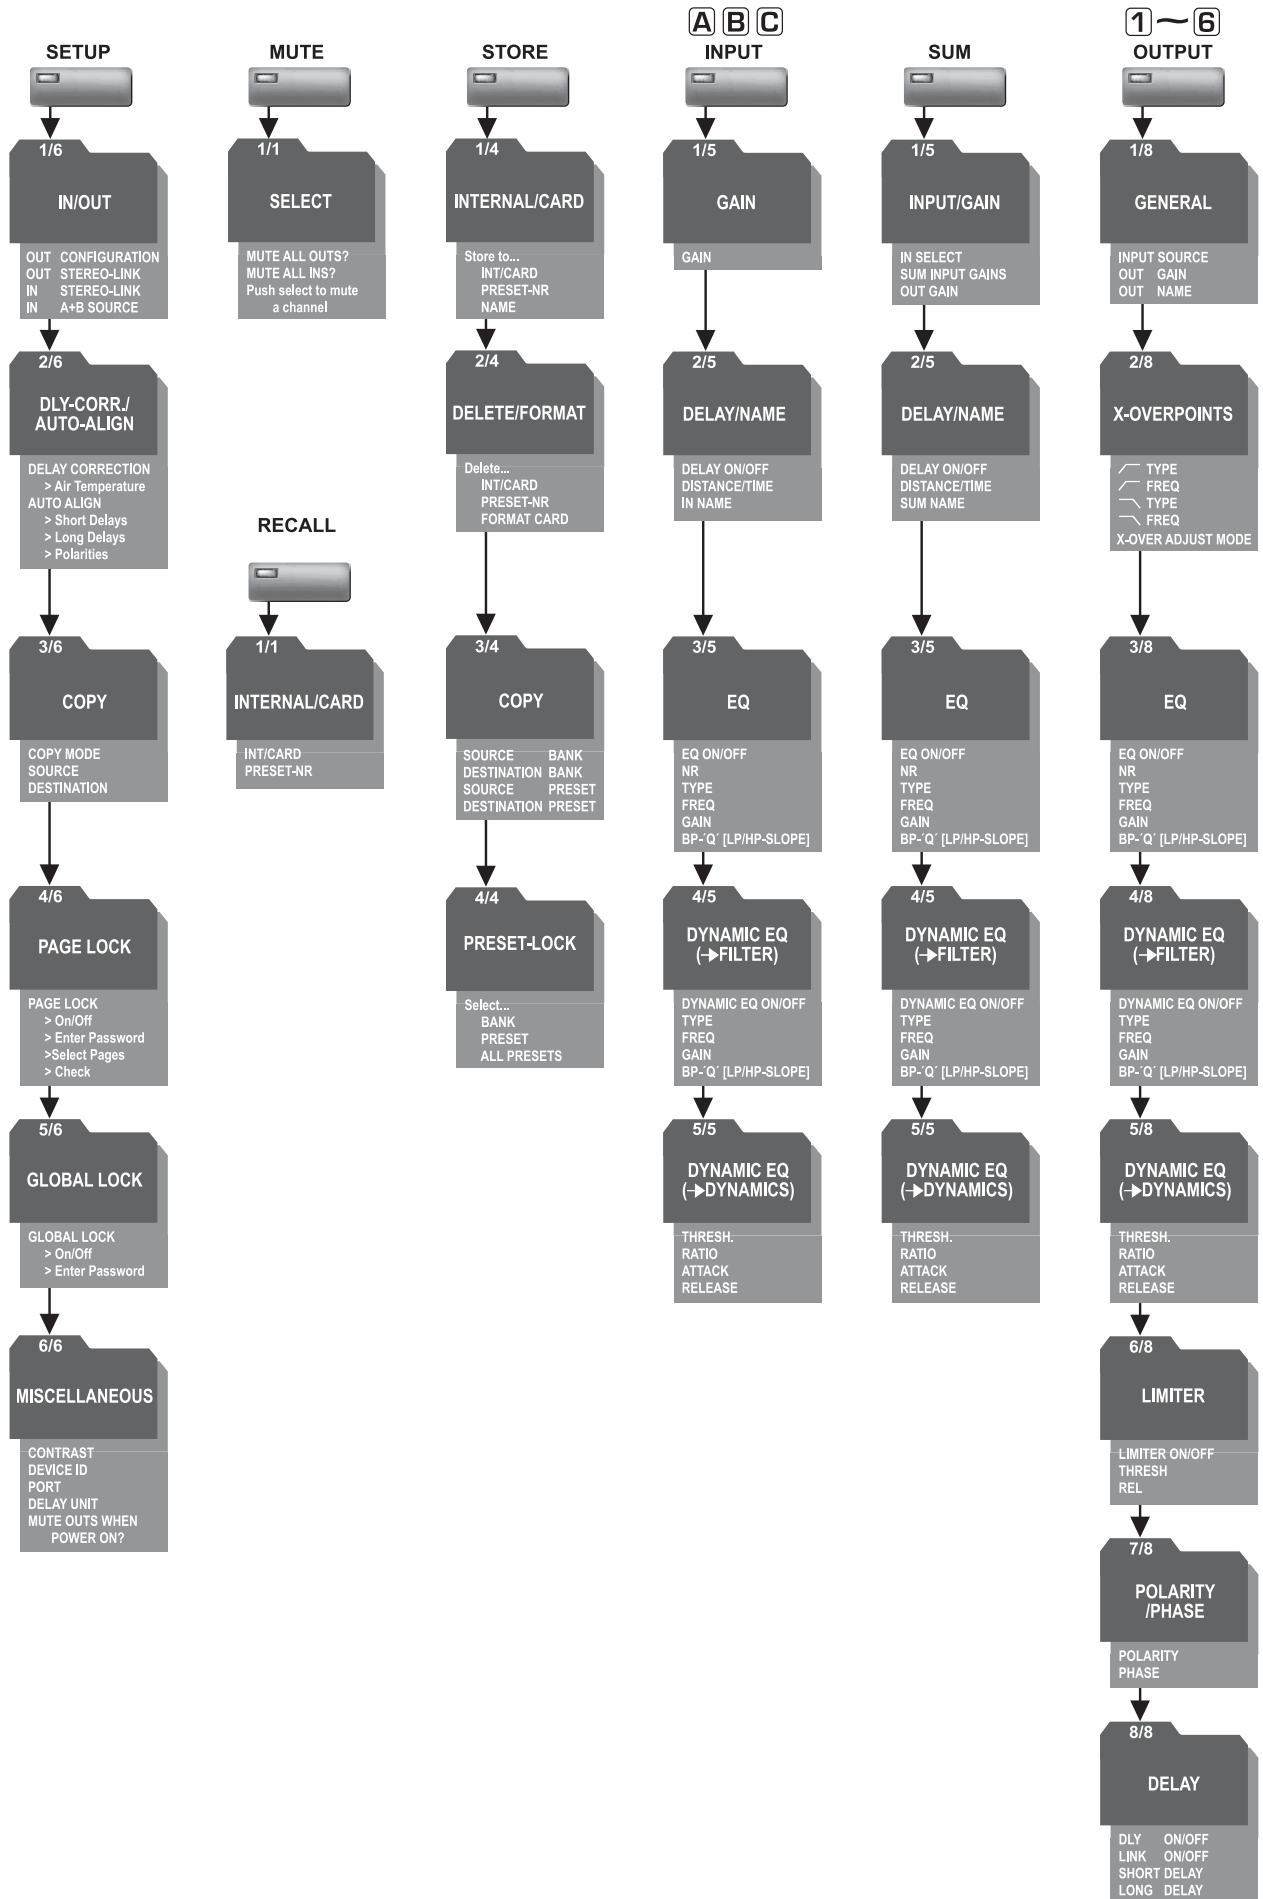 SETUP
1/6
IN/OUT
OUT CONFIGURATION
OUT STEREO-LINK
IN STEREO-LINK
IN A+B SOURCE
2/6
DLY-CORR./
AUTO-ALIGN
DELAY CORRECTION
> Air Temperature
AUTO ALIGN
> Short Delays
> Long Delays
> Polarities
3/6
COPY
COPY MODE
SOURCE
DESTINATION
4/6
PAGE LOCK
PAGE LOCK
> On/Off
> Enter Password
>Select Pages
> Check
5/6
GLOBAL LOCK
GLOBAL LOCK
> On/Off
> Enter Password
6/6
MISCELLANEOUS
CONTRAST
DEVICE ID
PORT
DELAY UNIT
MUTE OUTS WHEN
POWER ON?
MUTE
1/1
SELECT
MUTE ALL OUTS?
MUTE ALL INS?
Push select to mute
a channel
RECALL
1/1
INTERNAL/CARD
INT/CARD
PRESET-NR
STORE
1/4
INTERNAL/CARD
Store to...
INT/CARD
PRESET-NR
NAME
2/4
DELETE/FORMAT
Delete...
INT/CARD
PRESET-NR
FORMAT CARD
3/4
COPY
SOURCE BANK
DESTINATION BANK
SOURCE PRESET
DESTINATION PRESET
4/4
PRESET-LOCK
Select...
BANK
PRESET
ALL PRESETS
A B C
INPUT
1/5
GAIN
GAIN
2/5
DELAY/NAME
DELAY ON/OFF
DISTANCE/TIME
IN NAME
3/5
EQ
EQ ON/OFF
NR
TYPE
FREQ
GAIN
BP-´Q´ [LP/HP-SLOPE]
4/5
DYNAMIC EQ
(→FILTER)
DYNAMIC EQ ON/OFF
TYPE
FREQ
GAIN
BP-´Q´ [LP/HP-SLOPE]
5/5
DYNAMIC EQ
(→DYNAMICS)
THRESH.
RATIO
ATTACK
RELEASE
SUM
1/5
INPUT/GAIN
IN SELECT
SUM INPUT GAINS
OUT GAIN
2/5
DELAY/NAME
DELAY ON/OFF
DISTANCE/TIME
SUM NAME
3/5
EQ
EQ ON/OFF
NR
TYPE
FREQ
GAIN
BP-´Q´ [LP/HP-SLOPE]
4/5
DYNAMIC EQ
(→FILTER)
DYNAMIC EQ ON/OFF
TYPE
FREQ
GAIN
BP-´Q´ [LP/HP-SLOPE]
5/5
DYNAMIC EQ
(→DYNAMICS)
THRESH.
RATIO
ATTACK
RELEASE
1~6
OUTPUT
1/8
GENERAL
INPUT SOURCE
OUT GAIN
OUT NAME
2/8
X-OVERPOINTS
TYPE
FREQ
TYPE
FREQ
X-OVER ADJUST MODE
3/8
EQ
EQ ON/OFF
NR
TYPE
FREQ
GAIN
BP-´Q´ [LP/HP-SLOPE]
4/8
DYNAMIC EQ
(→FILTER)
DYNAMIC EQ ON/OFF
TYPE
FREQ
GAIN
BP-´Q´ [LP/HP-SLOPE]
5/8
DYNAMIC EQ
(→DYNAMICS)
THRESH.
RATIO
ATTACK
RELEASE
6/8
LIMITER
LIMITER ON/OFF
THRESH
REL
7/8
POLARITY
/PHASE
POLARITY
PHASE
8/8
DELAY
DLY ON/OFF
LINK ON/OFF
SHORT DELAY
LONG DELAY